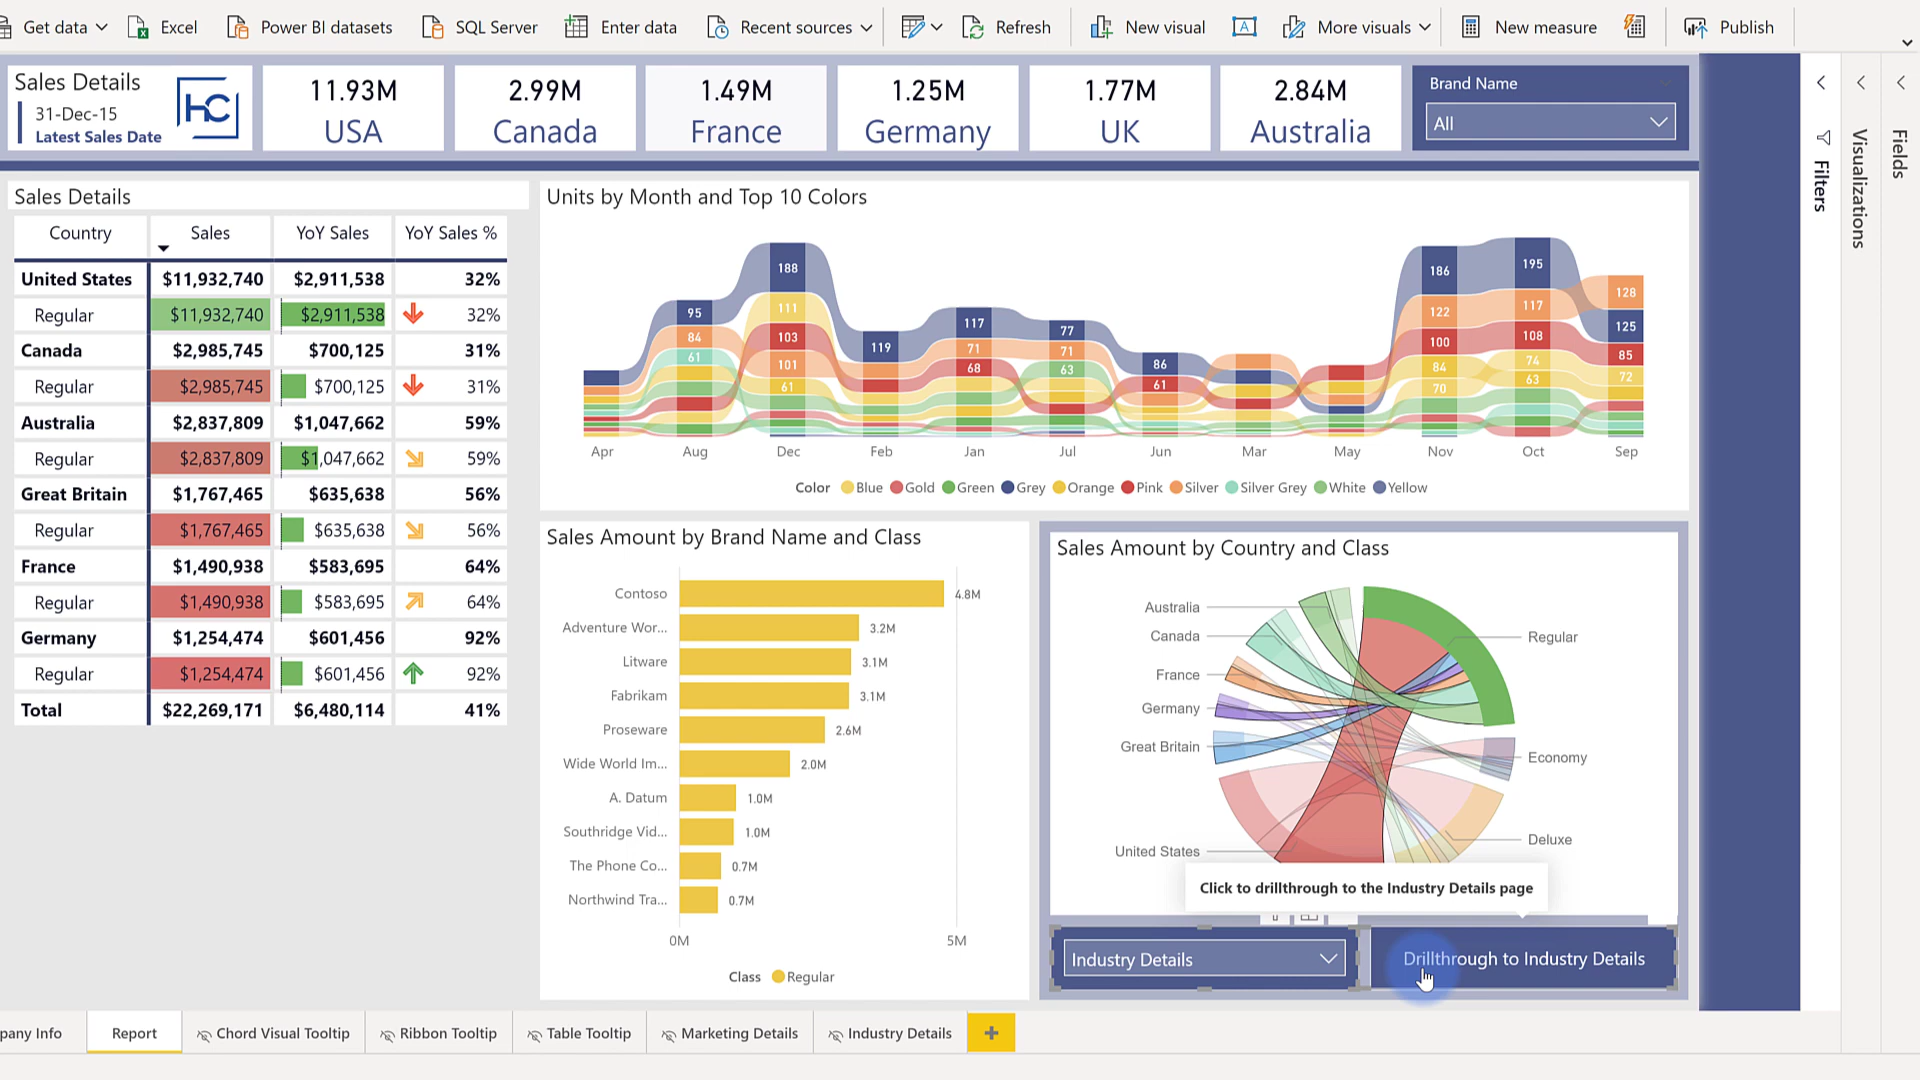 Get data
Excel
Power BI datasets
SQL Server
Enter data
Recent sources
Refresh
New visual
A
More visuals
New measure
Publish
Sales Details
31-Dec-15
Latest Sales Date
HC
11.93M
USA
2.99M
Canada
1.49M
France
1.25M
Germany
1.77M
UK
2.84M
Australia
Brand Name
All
Filters
Visualizations
Fields
Sales Details
Country Sales YoY Sales YoY Sales %
United States $11,932,740 $2,911,538 32%
Regular $11,932,740 $2,911,538 32%
Canada $2,985,745 $700,125 31%
Regular $2,985,745 $700,125 31%
Australia $2,837,809 $1,047,662 59%
Regular $2,837,809 $1,047,662 59%
Great Britain $1,767,465 $635,638 56%
Regular $1,767,465 $635,638 56%
France $1,490,938 $583,695 64%
Regular $1,490,938 $583,695 64%
Germany $1,254,474 $601,456 92%
Regular $1,254,474 $601,456 92%
Total $22,269,171 $6,480,114 41%
Units by Month and Top 10 Colors
95
84
61
188
111
103
101
61
119
117
71
68
77
71
63
86
61
186
122
100
84
70
195
117
108
74
63
128
125
85
72
Apr Aug Dec Feb Jan Jul Jun Mar May Nov Oct Sep
Color Blue Gold Green Grey Orange Pink Silver Silver Grey White Yellow
Sales Amount by Brand Name and Class
Contoso 4.8M
Adventure Wor... 3.2M
Litware 3.1M
Fabrikam 3.1M
Proseware 2.6M
Wide World Im... 2.0M
A. Datum 1.0M
Southridge Vid... 1.0M
The Phone Co... 0.7M
Northwind Tra... 0.7M
0M 5M
Class Regular
Sales Amount by Country and Class
Australia
Canada
France
Germany
Great Britain
United States
Regular
Economy
Deluxe
Click to drillthrough to the Industry Details page
Industry Details
Drillthrough to Industry Details
pany Info
Report
Chord Visual Tooltip
Ribbon Tooltip
Table Tooltip
Marketing Details
Industry Details
+